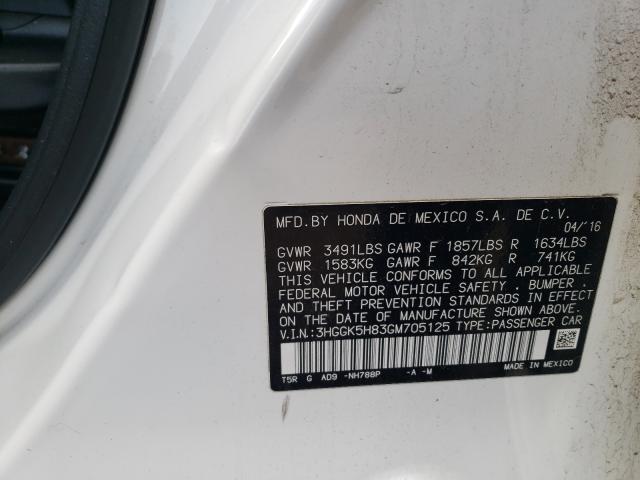 MFD.BY HONDA DE MEXICO S.A. DE C.V.
04/'16
GVWR 3491LBS GAWR F 1857LBS R 1634LBS
GVWR 1583KG GAWR F 842KG R 741KG
THIS VEHICLE CONFORMS TO ALL APPLICABLE
FEDERAL MOTOR VEHICLE SAFETY , BUMPER ,
AND THEFT PREVENTION STANDARDS IN EFFECT
ON THE DATE OF MANUFACTURE SHOWN ABOVE.
V.I.N.:3HGGK5H83GM705125 TYPE:PASSENGER CAR
T5R G AD9 -NH788P -A -M
MADE IN MEXICO